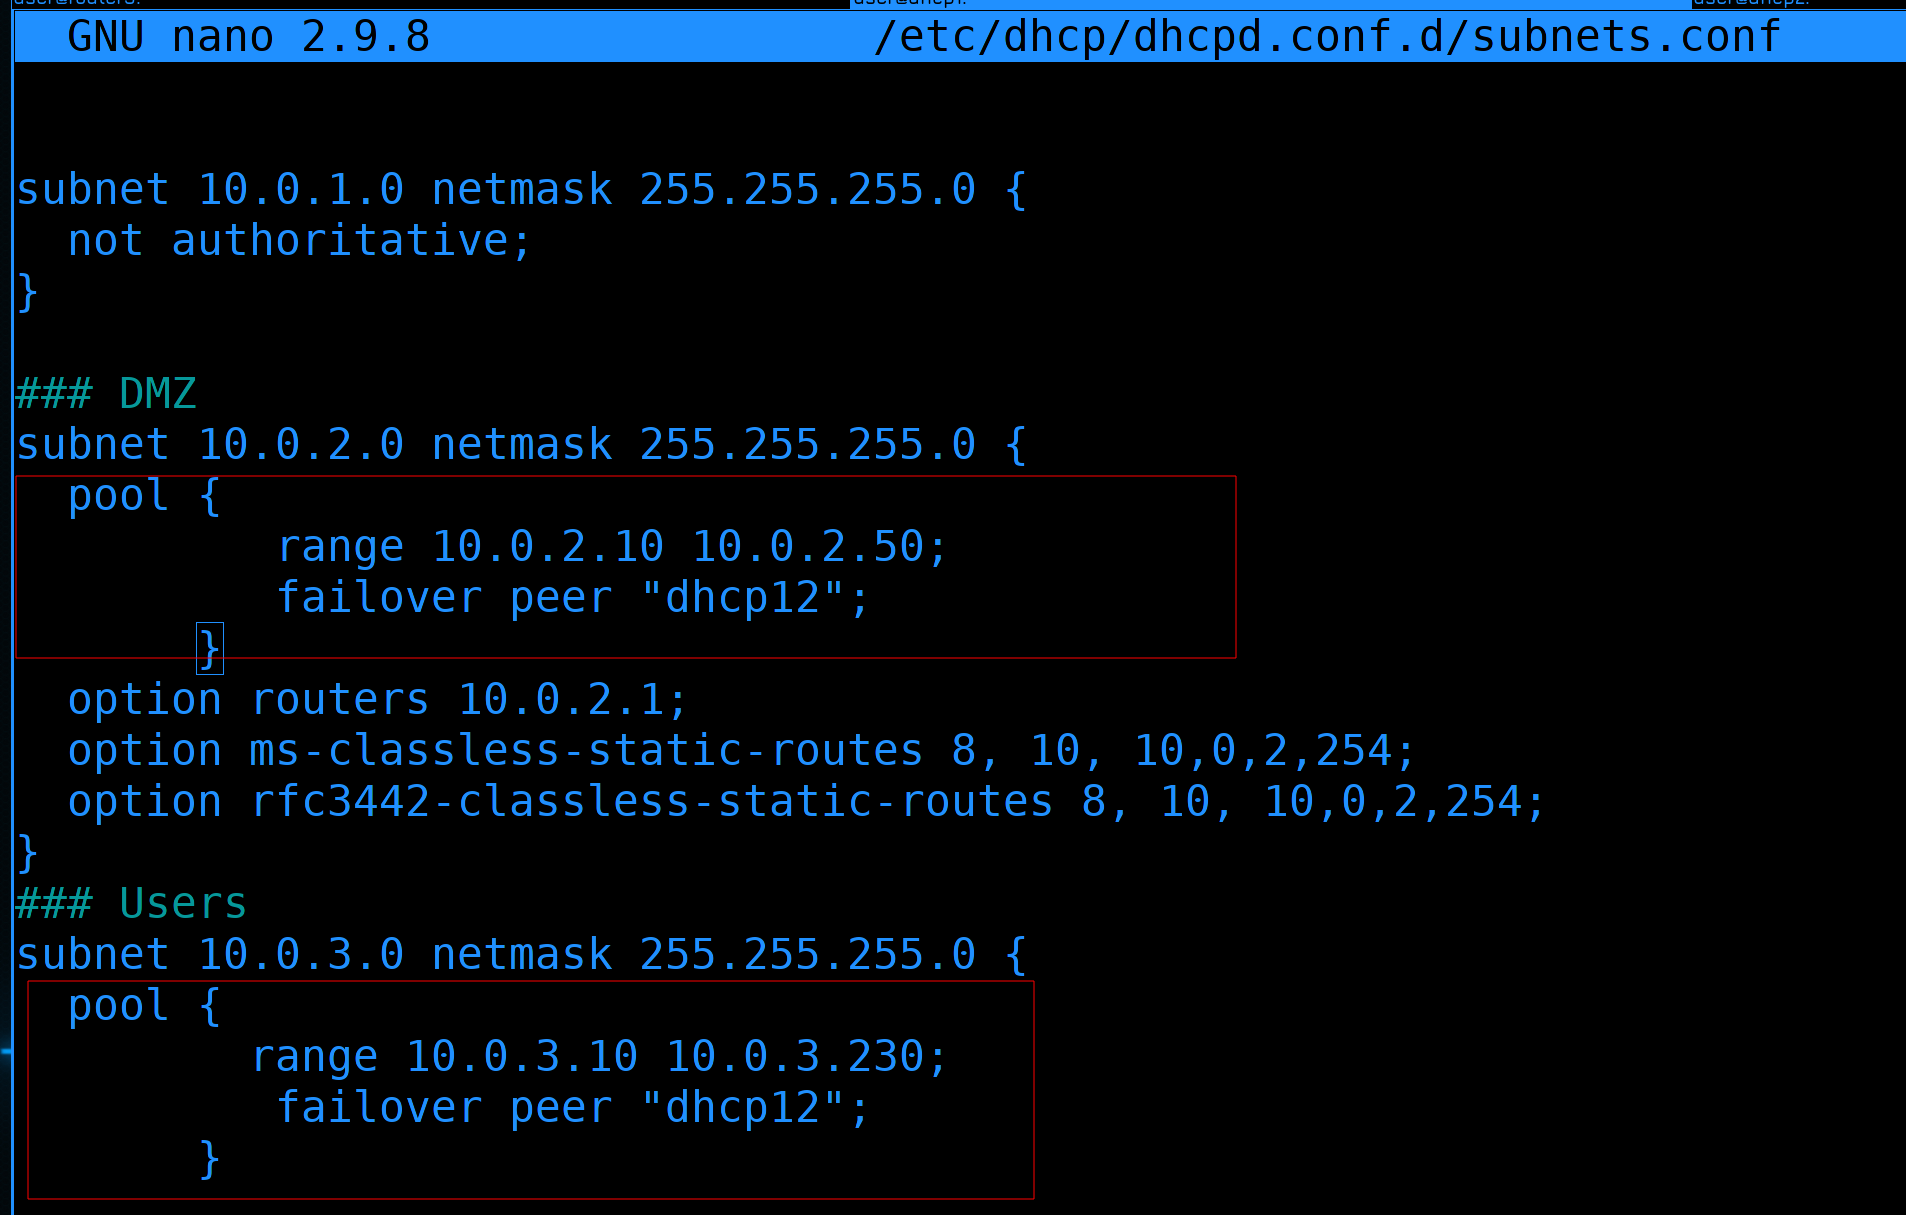 GNU nano 2.9.8 /etc/dhcp/dhcpd.conf.d/subnets.conf
subnet 10.0.1.0 netmask 255.255.255.0 {
not authoritative;
}
### DMZ
subnet 10.0.2.0 netmask 255.255.255.0 {
pool {
range 10.0.2.10 10.0.2.50;
failover peer "dhcp12";
}
option routers 10.0.2.1;
option ms-classless-static-routes 8, 10, 10,0,2,254;
option rfc3442-classless-static-routes 8, 10, 10,0,2,254;
}
### Users
subnet 10.0.3.0 netmask 255.255.255.0 {
pool {
range 10.0.3.10 10.0.3.230;
failover peer "dhcp12";
}